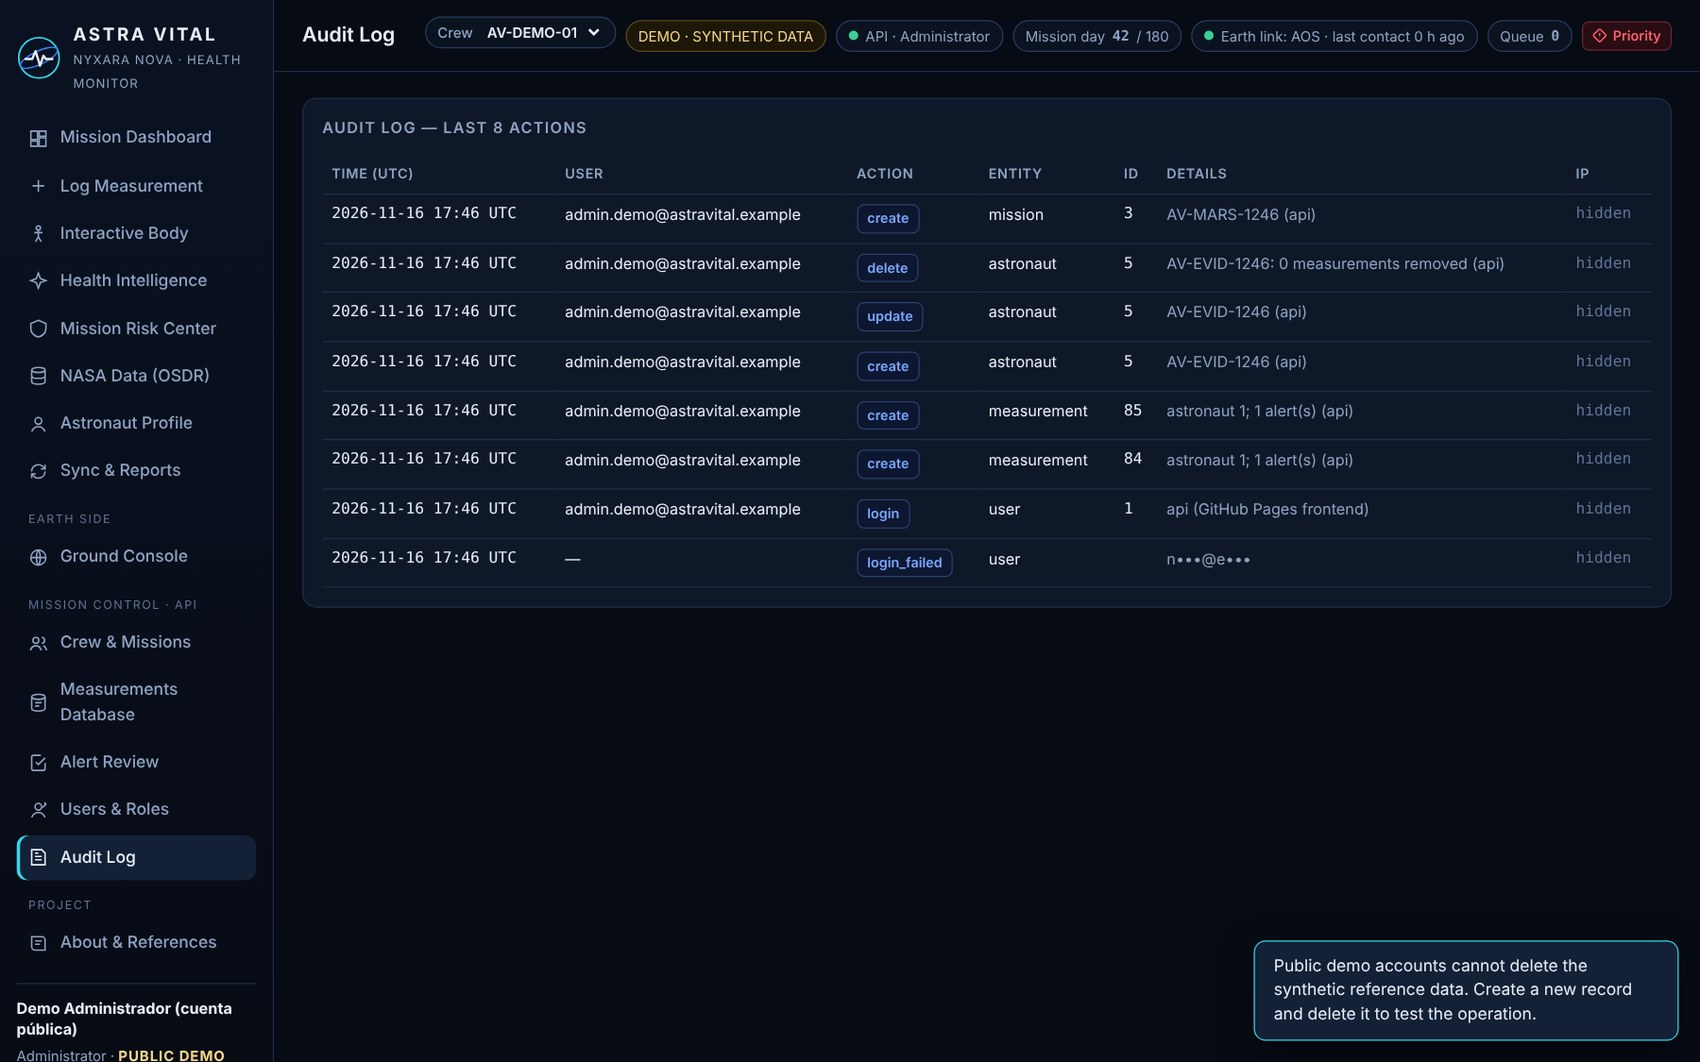 ASTRA VITAL
NYXARA NOVA · HEALTH
MONITOR
Mission Dashboard
Log Measurement
Interactive Body
Health Intelligence
Mission Risk Center
NASA Data (OSDR)
Astronaut Profile
Sync & Reports
EARTH SIDE
Ground Console
MISSION CONTROL · API
Crew & Missions
Measurements
Database
Alert Review
Users & Roles
Audit Log
PROJECT
About & References
Demo Administrador (cuenta
pública)
Administrator · PUBLIC DEMO
Audit Log Crew AV-DEMO-01 DEMO · SYNTHETIC DATA API · Administrator Mission day 42 / 180 Earth link: AOS · last contact 0 h ago Queue 0 Priority
AUDIT LOG — LAST 8 ACTIONS
TIME (UTC) USER ACTION ENTITY ID DETAILS IP
2026-11-16 17:46 UTC admin.demo@astravital.example create mission 3 AV-MARS-1246 (api) hidden
2026-11-16 17:46 UTC admin.demo@astravital.example delete astronaut 5 AV-EVID-1246: 0 measurements removed (api) hidden
2026-11-16 17:46 UTC admin.demo@astravital.example update astronaut 5 AV-EVID-1246 (api) hidden
2026-11-16 17:46 UTC admin.demo@astravital.example create astronaut 5 AV-EVID-1246 (api) hidden
2026-11-16 17:46 UTC admin.demo@astravital.example create measurement 85 astronaut 1; 1 alert(s) (api) hidden
2026-11-16 17:46 UTC admin.demo@astravital.example create measurement 84 astronaut 1; 1 alert(s) (api) hidden
2026-11-16 17:46 UTC admin.demo@astravital.example login user 1 api (GitHub Pages frontend) hidden
2026-11-16 17:46 UTC — login_failed user n•••@e••• hidden
Public demo accounts cannot delete the
synthetic reference data. Create a new record
and delete it to test the operation.